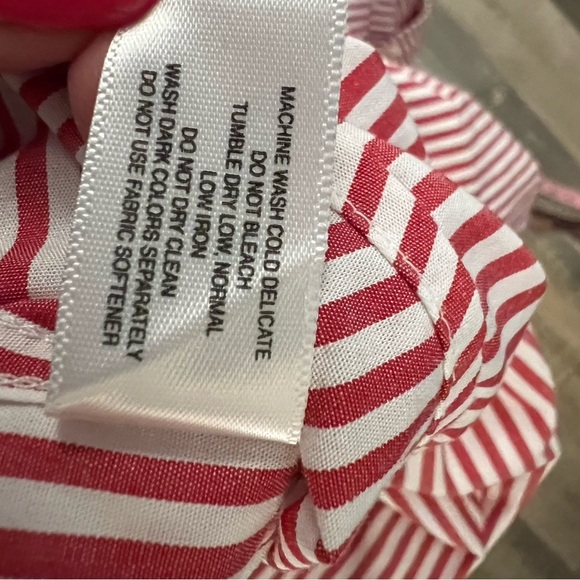 MACHINE WASH COLD DELICATE
DO NOT BLEACH
TUMBLE DRY LOW. NORMAL
LOW IRON
DO NOT DRY CLEAN
WASH DARK COLORS SEPARATELY
DO NOT USE FABRIC SOFTENER